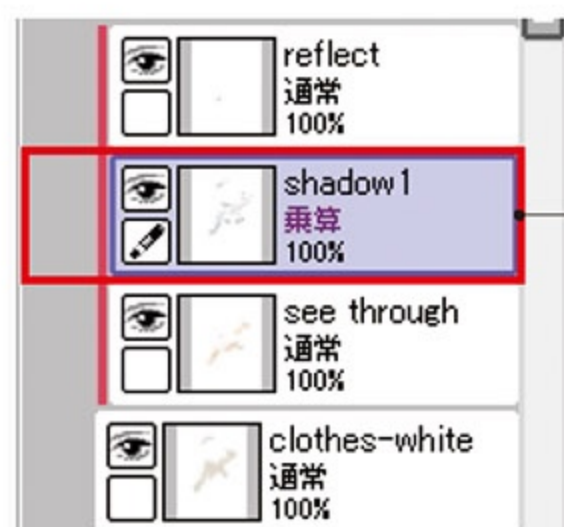 reflect
通常
100%
shadow1
乗算
100%
see through
通常
100%
clothes-white
通常
100%